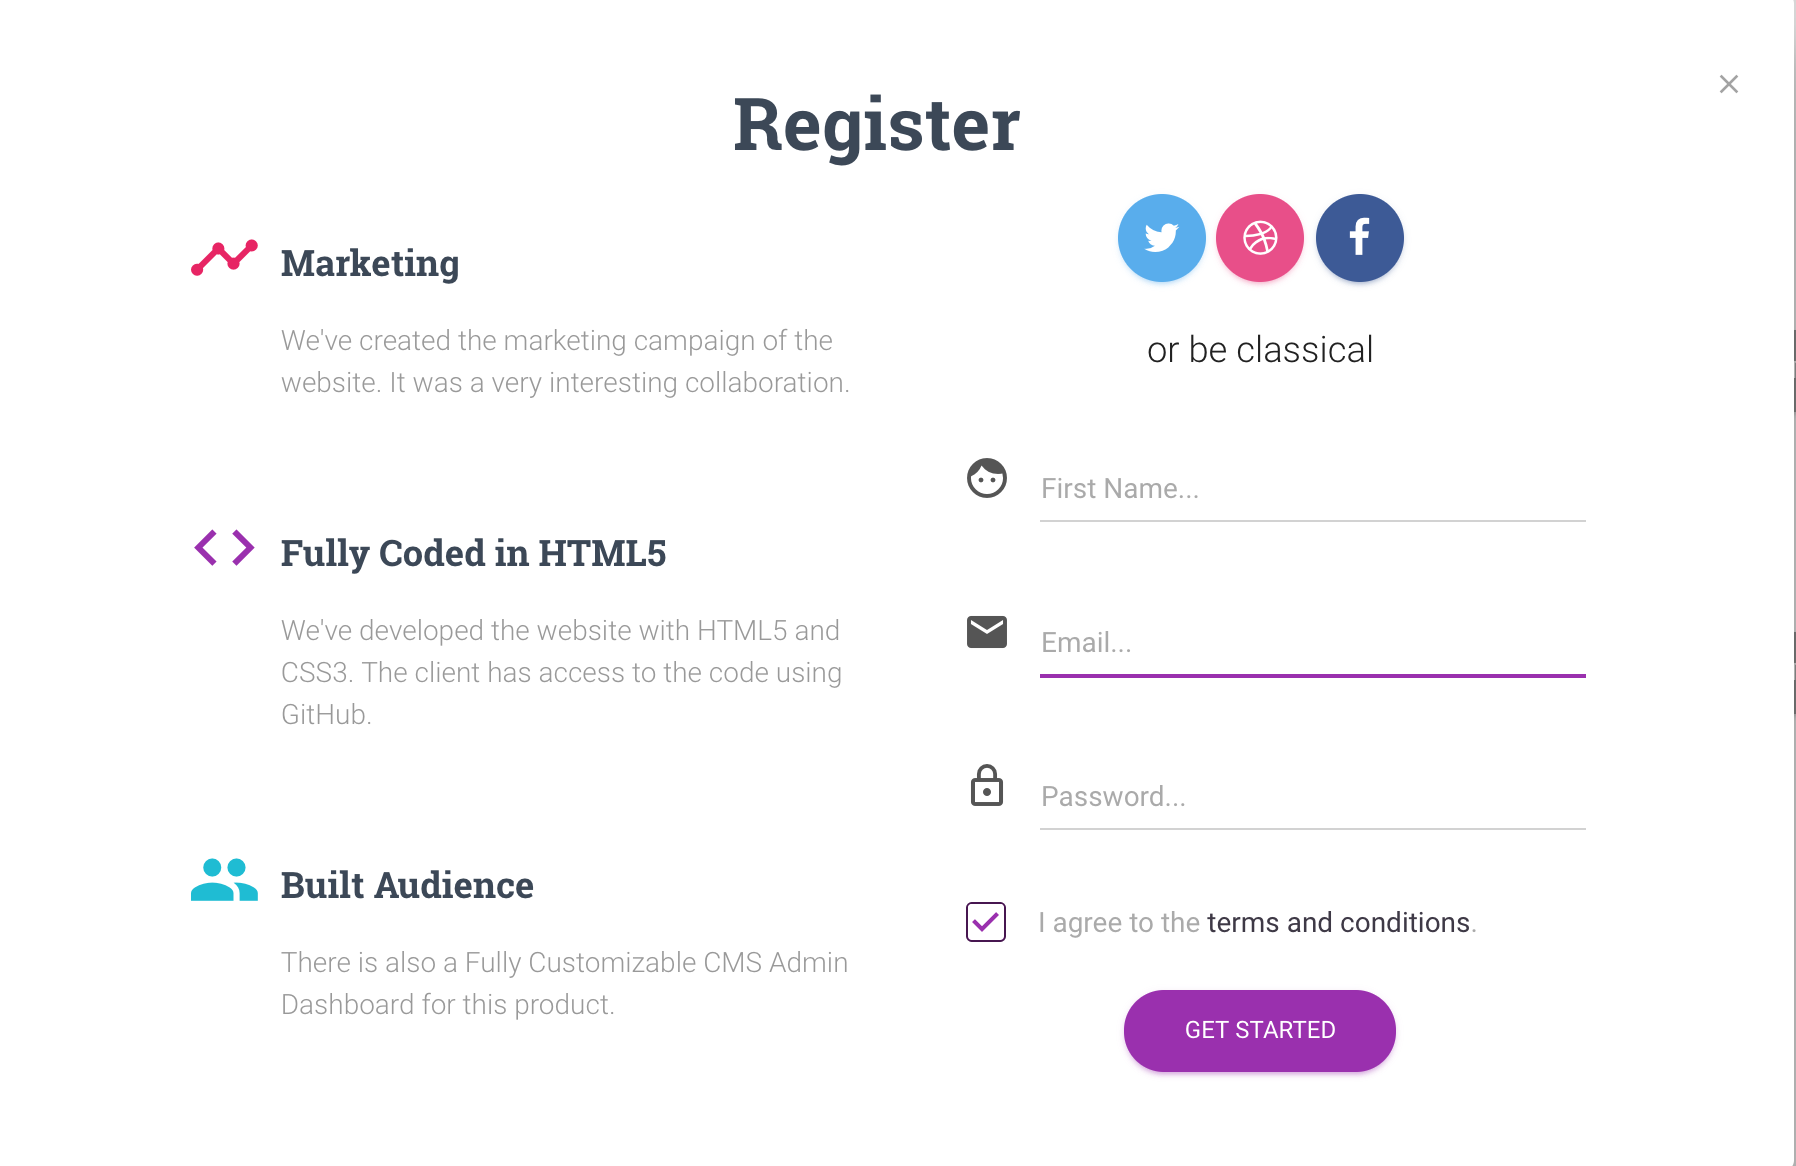 Register
Marketing
We've created the marketing campaign of the
website. It was a very interesting collaboration.
Fully Coded in HTML5
We've developed the website with HTML5 and
CSS3. The client has access to the code using
GitHub.
Built Audience
There is also a Fully Customizable CMS Admin
Dashboard for this product.
or be classical
First Name...
Email...
Password...
I agree to the terms and conditions.
GET STARTED